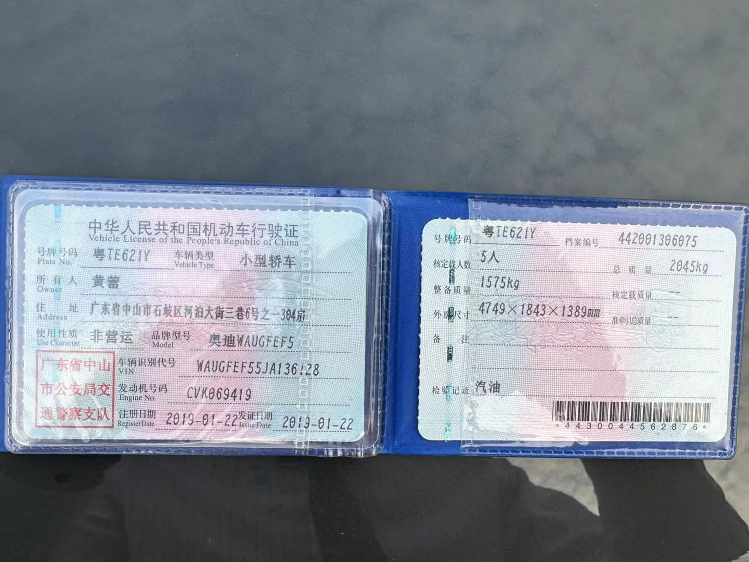 中华人民共和国机动车行驶证
Vehicle License of the People's Republic of China
号牌号码 粤TE621Y 车辆类型 小型轿车
Plate No. Vehicle Type
所有人 黄蕾
Owner
住址 广东省中山市石岐区河泊大街三巷6号之一304房
Address
使用性质 非营运 品牌型号 奥迪WAUGFEF5
Use Character Model
广东省中山
市公安局交
通警察支队
车辆识别代号 WAUGFEF55JA136128
VIN
发动机号码 CVK069419
Engine No.
注册日期 2019-01-22 发证日期 2019-01-22
Register Date Issue Date
号牌号码 粤TE621Y 档案编号 442001306075
核定载人数 5人 总质量 2045kg
整备质量 1575kg 核定载质量 --
外廓尺寸 4749×1843×1389mm 准牵引总质量 --
备注
检验记录 汽油
*4430044562876*